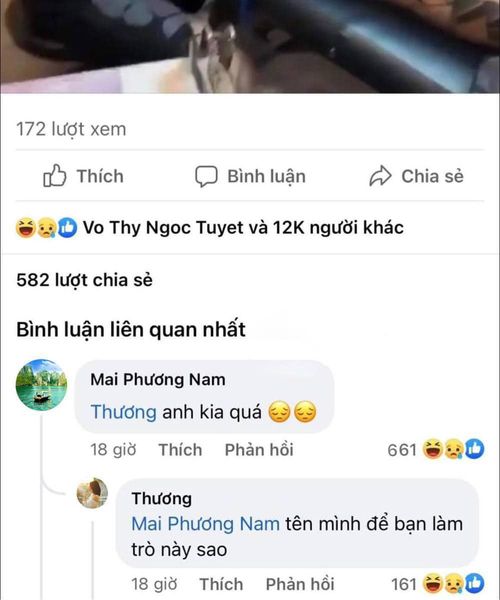 172 lượt xem
Thích Bình luận Chia sẻ
Vo Thy Ngoc Tuyet và 12K người khác
582 lượt chia sẻ
Bình luận liên quan nhất
Mai Phương Nam
Thương anh kia quá 😔😔
18 giờ Thích Phản hồi 661
Thương
Mai Phương Nam tên mình để bạn làm
trò này sao
18 giờ Thích Phản hồi 161